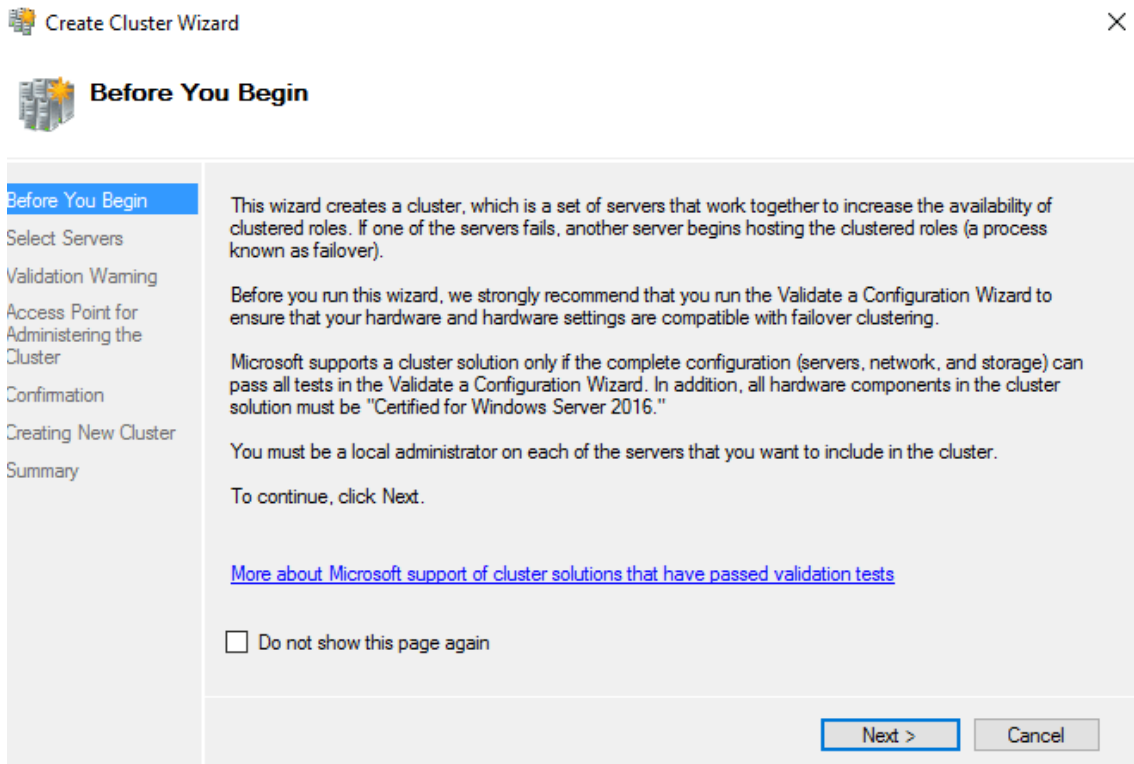 Create Cluster Wizard
Before You Begin
Before You Begin
Select Servers
Validation Warning
Access Point for
Administering the
Cluster
Confirmation
Creating New Cluster
Summary
This wizard creates a cluster, which is a set of servers that work together to increase the availability of
clustered roles. If one of the servers fails, another server begins hosting the clustered roles (a process
known as failover).
Before you run this wizard, we strongly recommend that you run the Validate a Configuration Wizard to
ensure that your hardware and hardware settings are compatible with failover clustering.
Microsoft supports a cluster solution only if the complete configuration (servers, network, and storage) can
pass all tests in the Validate a Configuration Wizard. In addition, all hardware components in the cluster
solution must be "Certified for Windows Server 2016."
You must be a local administrator on each of the servers that you want to include in the cluster.
To continue, click Next.
More about Microsoft support of cluster solutions that have passed validation tests
Do not show this page again
Next >
Cancel